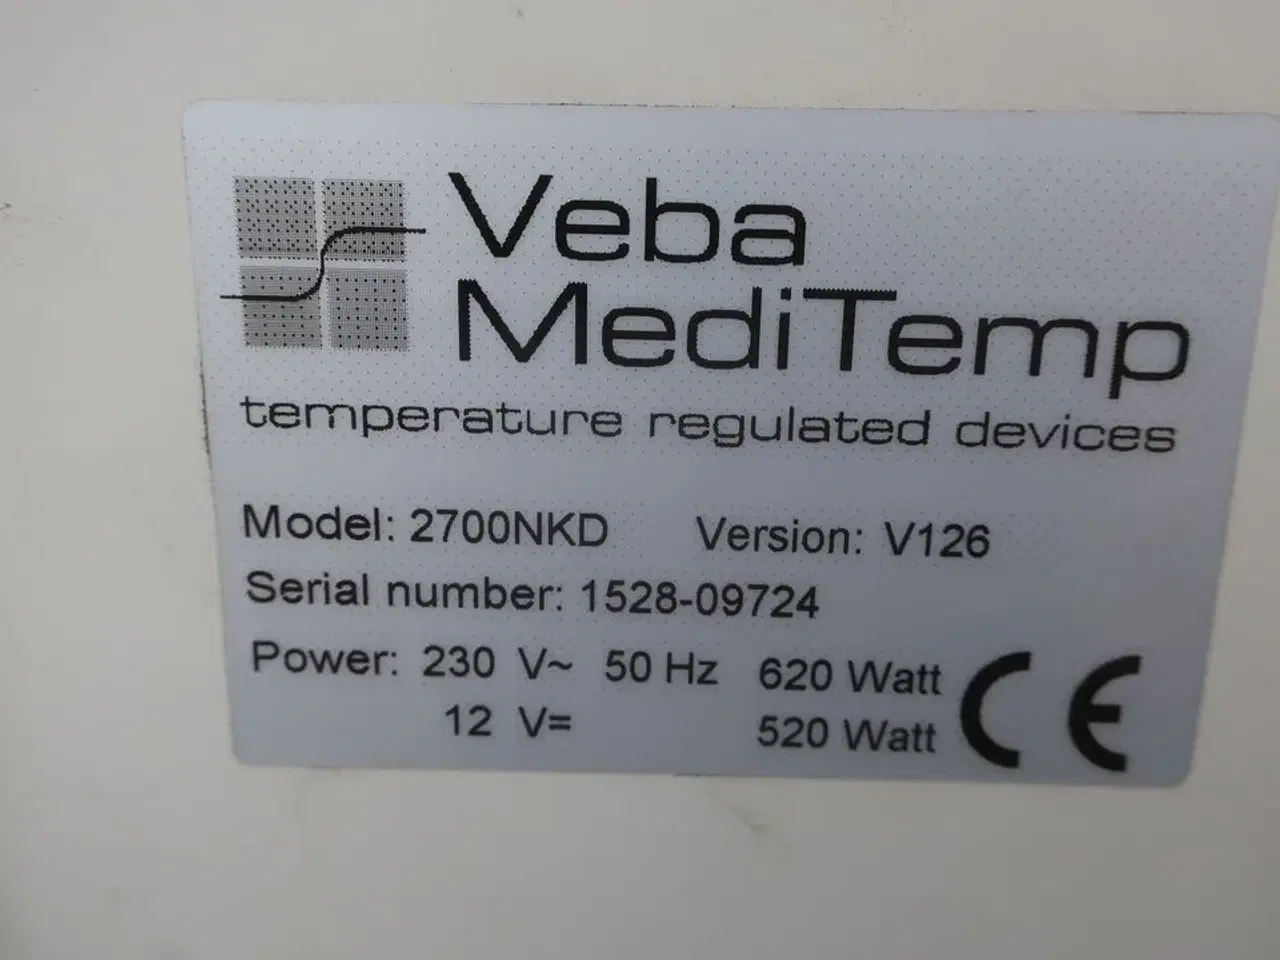 Veba
MediTemp
temperature regulated devices
Model: 2700NKD Version: V126
Serial number: 1528-09724
Power: 230 V~ 50 Hz 620 Watt
12 V= 520 Watt
CE